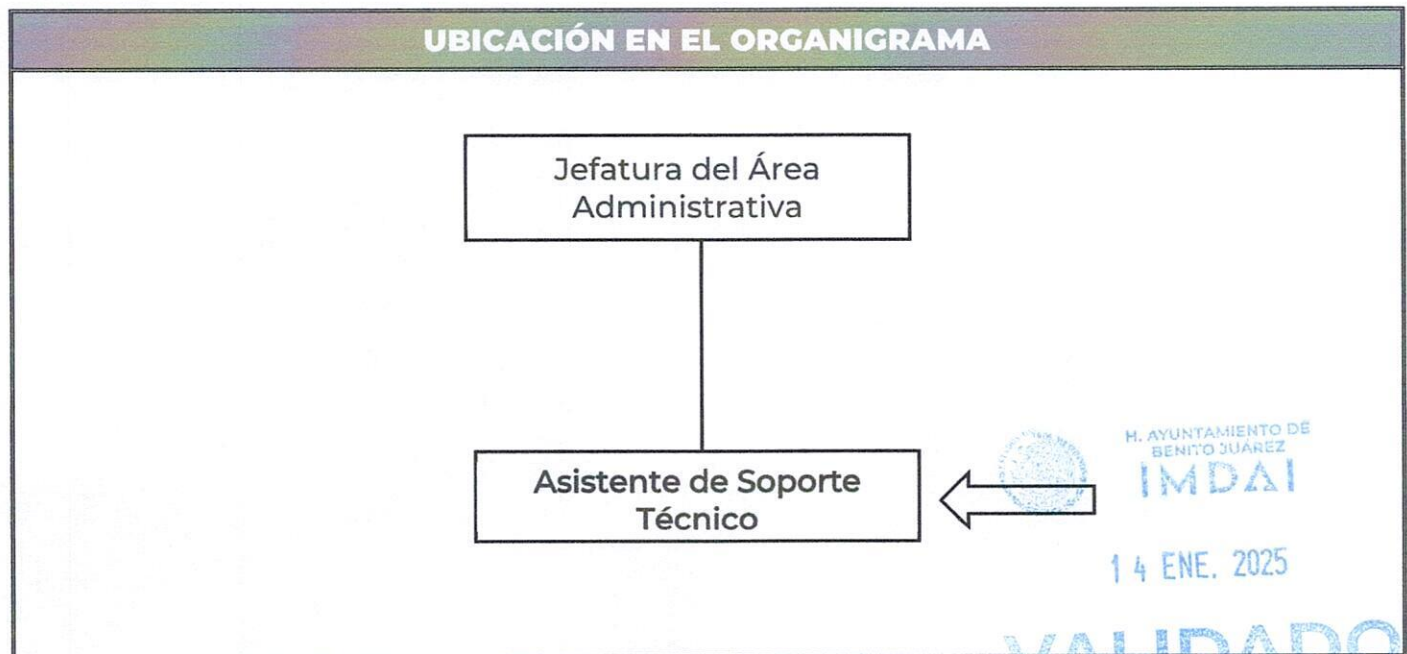 UBICACIÓN EN EL ORGANIGRAMA
Jefatura del Área
Administrativa
Asistente de Soporte
Técnico
H. AYUNTAMIENTO DE
BENITO JUÁREZ
IMDAI
14 ENE. 2025
VALIDADO